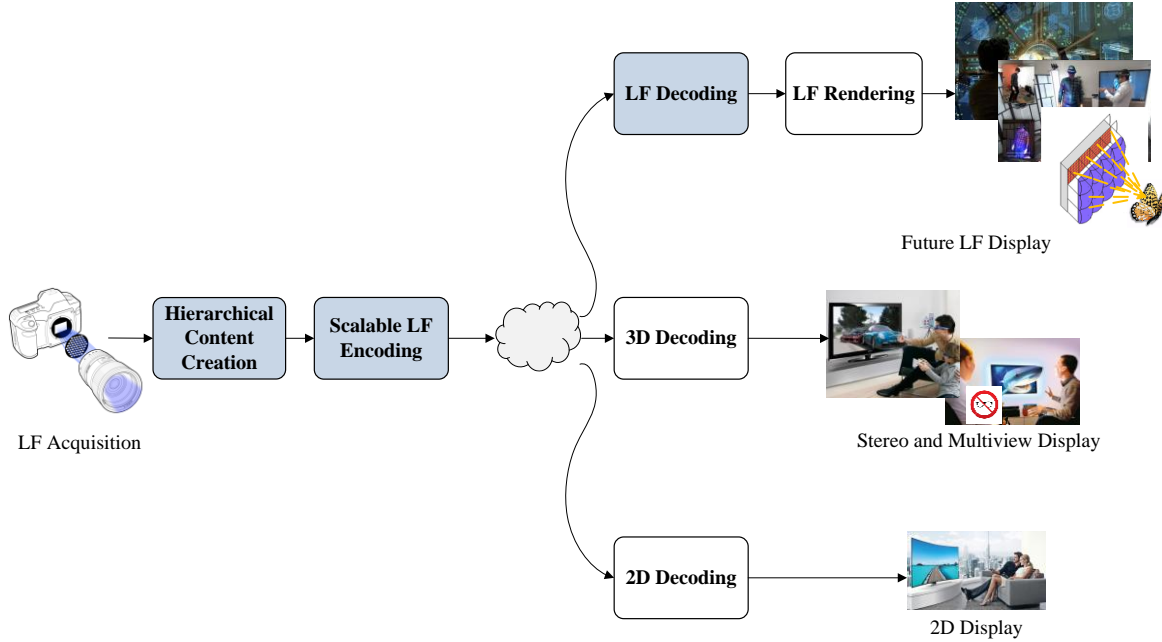 LF Decoding
LF Rendering
Future LF Display
Hierarchical
Content
Creation
Scalable LF
Encoding
3D Decoding
LF Acquisition
Stereo and Multiview Display
2D Decoding
2D Display